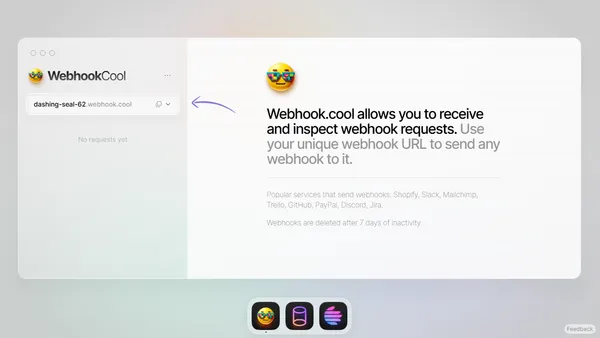 WebhookCool
dashing-seal-62.webhook.cool
No requests yet
Webhook.cool allows you to receive
and inspect webhook requests. Use
your unique webhook URL to send any
webhook to it.
Popular services that send webhooks: Shopify, Slack, Mailchimp,
Trello, GitHub, PayPal, Discord, Jira.
Webhooks are deleted after 7 days of inactivity
Feedback